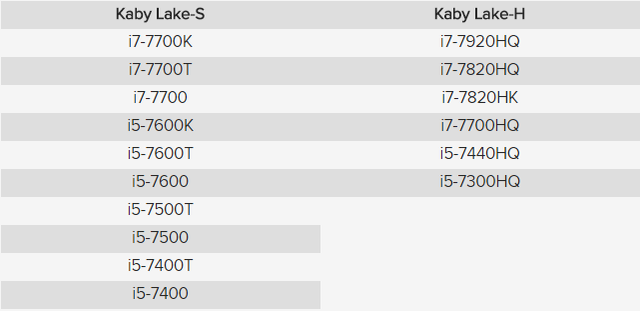 Kaby Lake-S Kaby Lake-H
i7-7700K i7-7920HQ
i7-7700T i7-7820HQ
i7-7700 i7-7820HK
i5-7600K i7-7700HQ
i5-7600T i5-7440HQ
i5-7600 i5-7300HQ
i5-7500T
i5-7500
i5-7400T
i5-7400